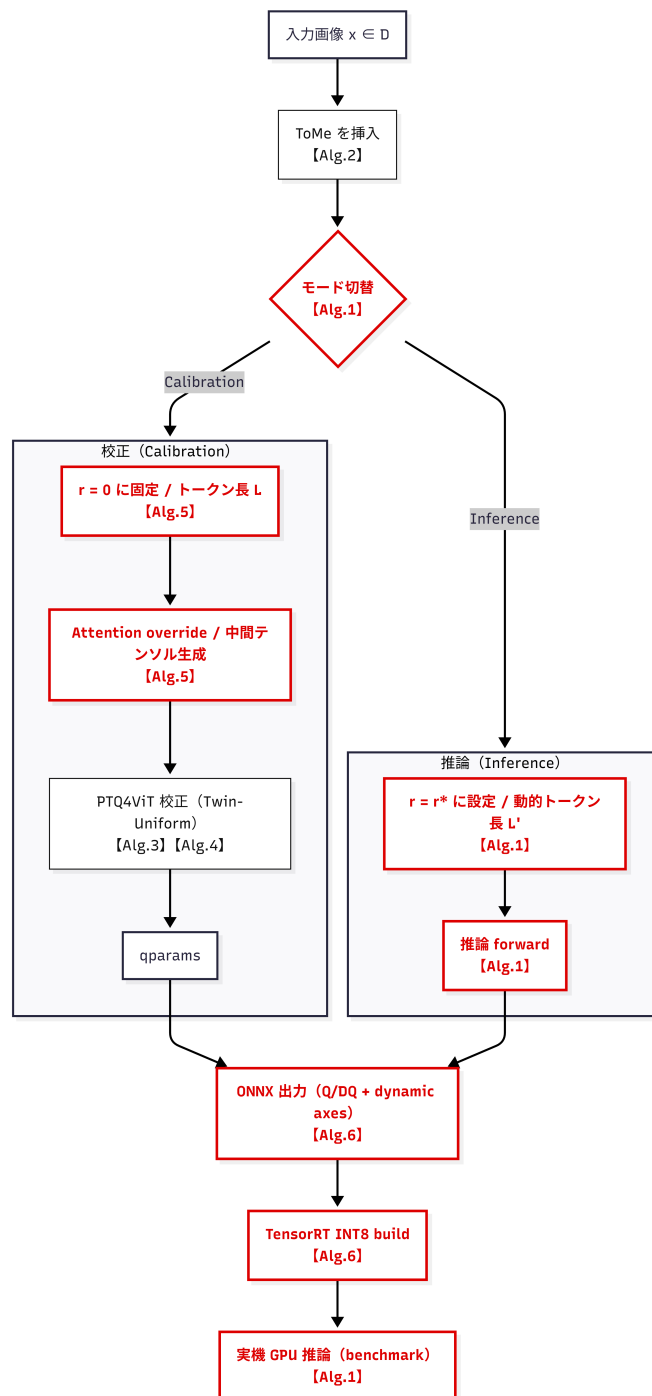 入力画像 x ∈ D
ToMe を挿入
【Alg.2】
モード切替
【Alg.1】
Calibration
校正（Calibration）
r = 0 に固定 / トークン長 L
【Alg.5】
Inference
Attention override / 中間テ
ンソル生成
【Alg.5】
PTQ4ViT 校正（Twin-
Uniform）
【Alg.3】【Alg.4】
qparams
推論（Inference）
r = r* に設定 / 動的トークン
長 L'
【Alg.1】
推論 forward
【Alg.1】
ONNX 出力（Q/DQ + dynamic
axes）
【Alg.6】
TensorRT INT8 build
【Alg.6】
実機 GPU 推論（benchmark）
【Alg.1】